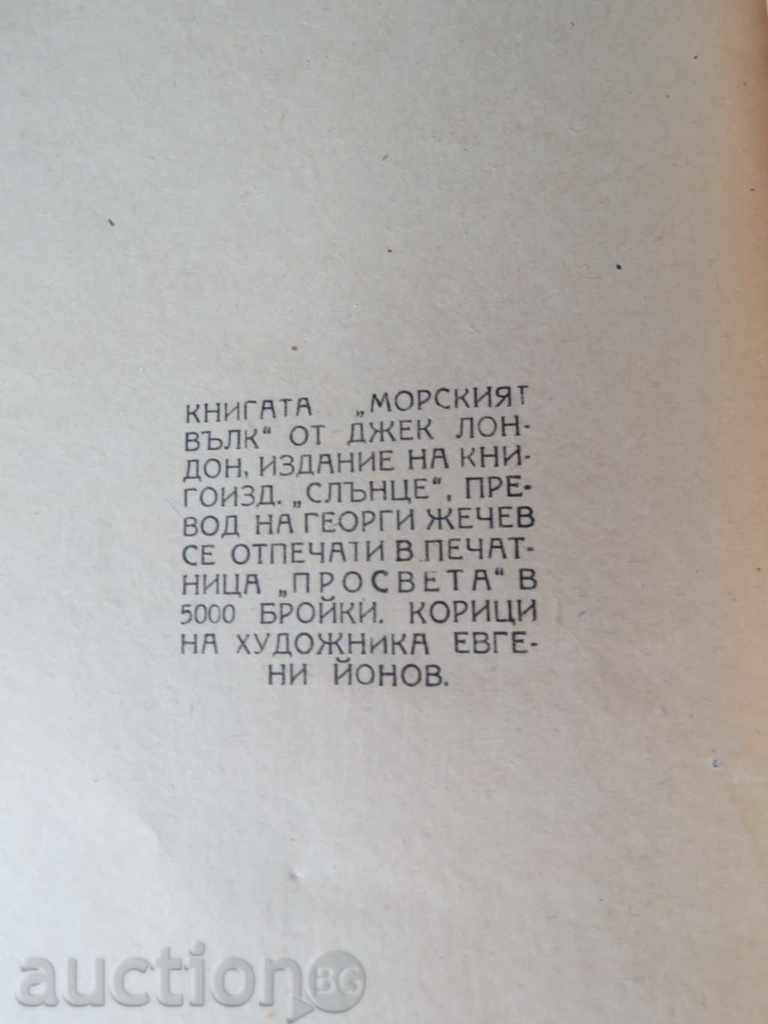 КНИГАТА „МОРСКИЯТ
ВЪЛК“ ОТ ДЖЕК ЛОН-
ДОН, ИЗДАНИЕ НА КНИ-
ГОИЗД. „СЛЪНЦЕ“, ПРЕ-
ВОД НА ГЕОРГИ ЖЕЧЕВ
СЕ ОТПЕЧАТИ В ПЕЧАТ-
НИЦА „ПРОСВЕТА“ В
5000 БРОЙКИ. КОРИЦИ
НА ХУДОЖНИКА ЕВГЕ-
НИ ЙОНОВ.
auction BG